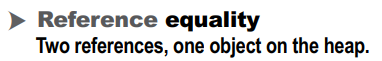 Reference equality
Two references, one object on the heap.